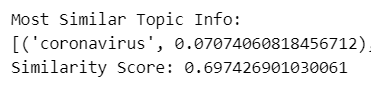 Most Similar Topic Info:
[('coronavirus', 0.07074060818456712),
Similarity Score: 0.697426901030061